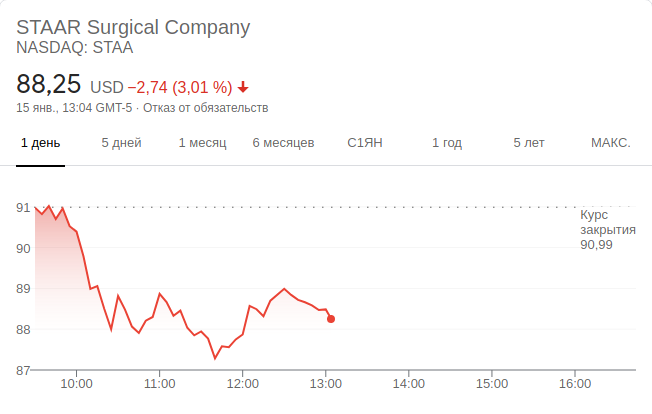 STAAR Surgical Company
NASDAQ: STAA
88,25 USD −2,74 (3,01 %)
15 янв., 13:04 GMT-5 · Отказ от обязательств
1 день 5 дней 1 месяц 6 месяцев С1ЯН 1 год 5 лет МАКС.
91
Курс
закрытия
90,99
90
89
88
87
10:00 11:00 12:00 13:00 14:00 15:00 16:00